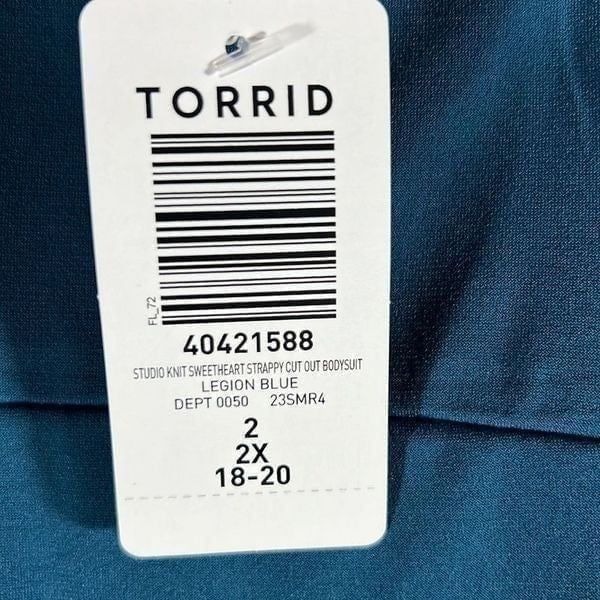 TORRID
FL_72
40421588
STUDIO KNIT SWEETHEART STRAPPY CUT OUT BODYSUIT
LEGION BLUE
DEPT 0050 23SMR4
2
2X
18-20